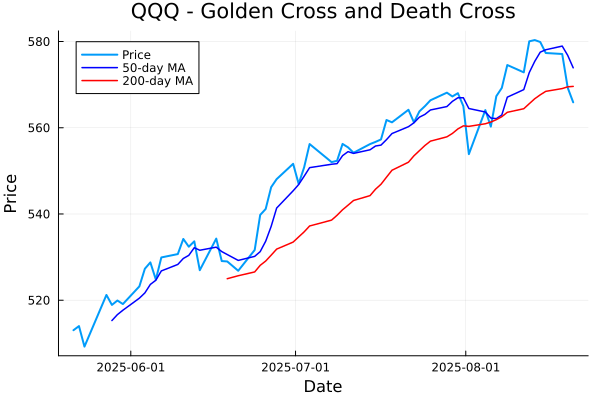 QQQ - Golden Cross and Death Cross
Price
50-day MA
200-day MA
580
560
540
520
Price
2025-06-01
2025-07-01
2025-08-01
Date